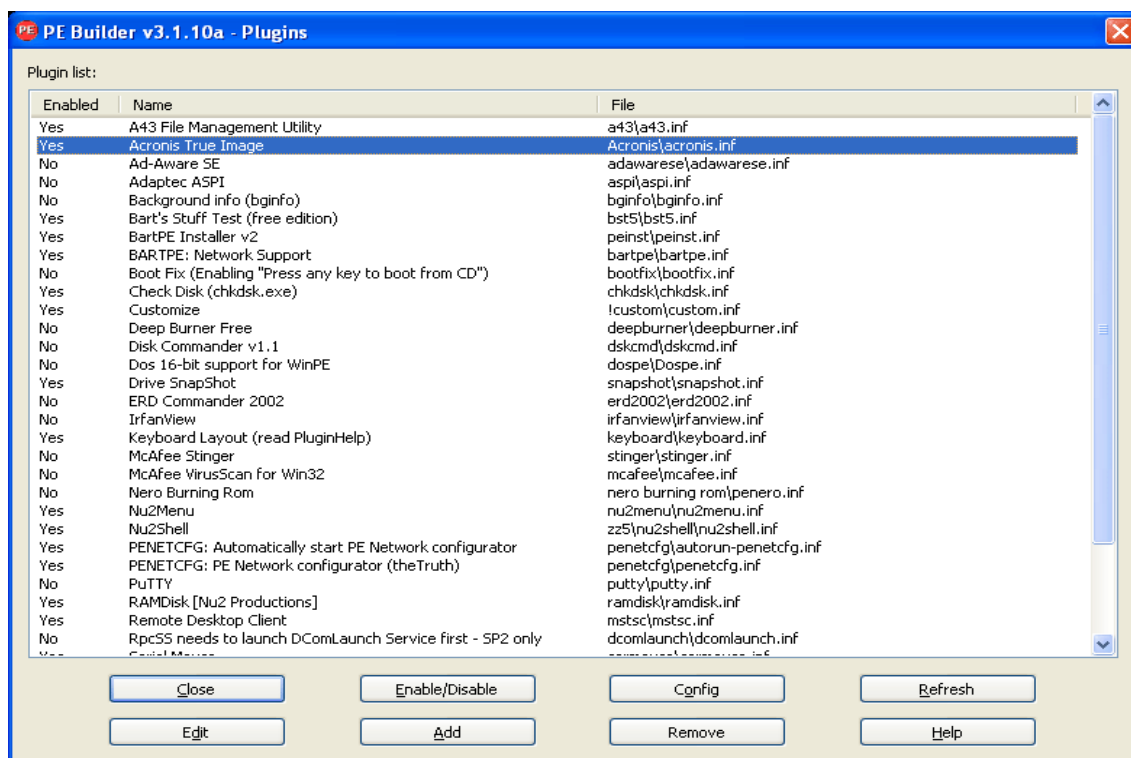 PE Builder v3.1.10a - Plugins
Plugin list:
Enabled Name File
Yes A43 File Management Utility a43\a43.inf
Yes Acronis True Image Acronis\acronis.inf
No Ad-Aware SE adawarese\adawarese.inf
No Adaptec ASPI aspi\aspi.inf
No Background info (bginfo) bginfo\bginfo.inf
Yes Bart's Stuff Test (free edition) bst5\bst5.inf
Yes BartPE Installer v2 peinst\peinst.inf
Yes BARTPE: Network Support bartpe\bartpe.inf
No Boot Fix (Enabling "Press any key to boot from CD") bootfix\bootfix.inf
Yes Check Disk (chkdsk.exe) chkdsk\chkdsk.inf
Yes Customize !custom\custom.inf
No Deep Burner Free deepburner\deepburner.inf
No Disk Commander v1.1 dskcmd\dskcmd.inf
No Dos 16-bit support for WinPE dospe\Dospe.inf
Yes Drive SnapShot snapshot\snapshot.inf
No ERD Commander 2002 erd2002\erd2002.inf
No IrfanView irfanview\irfanview.inf
Yes Keyboard Layout (read PluginHelp) keyboard\keyboard.inf
No McAfee Stinger stinger\stinger.inf
No McAfee VirusScan for Win32 mcafee\mcafee.inf
No Nero Burning Rom nero burning rom\penero.inf
Yes Nu2Menu nu2menu\nu2menu.inf
Yes Nu2Shell zz5\nu2shell\nu2shell.inf
Yes PENETCFG: Automatically start PE Network configurator penetcfg\autorun-penetcfg.inf
Yes PENETCFG: PE Network configurator (theTruth) penetcfg\penetcfg.inf
No PuTTY putty\putty.inf
Yes RAMDisk [Nu2 Productions] ramdisk\ramdisk.inf
Yes Remote Desktop Client mstsc\mstsc.inf
No RpcSS needs to launch DComLaunch Service first - SP2 only dcomlaunch\dcomlaunch.inf
Close Enable/Disable Config Refresh
Edit Add Remove Help